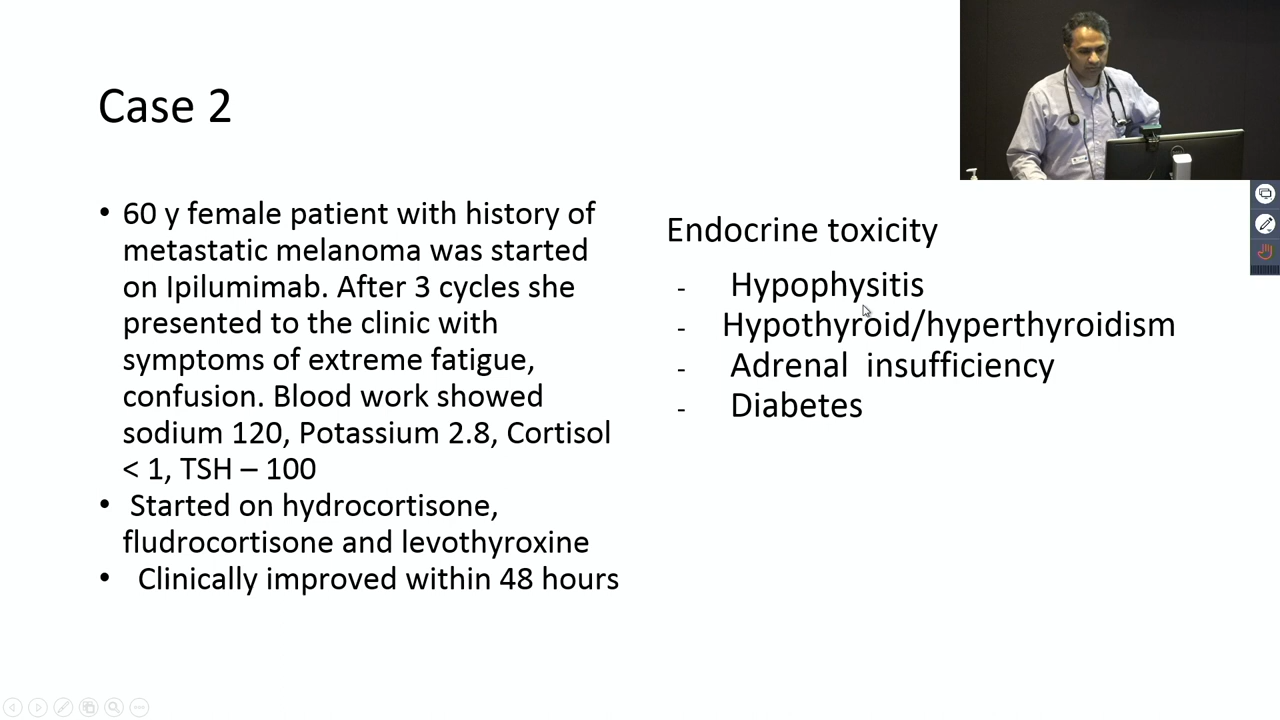 Case 2
• 60 y female patient with history of
metastatic melanoma was started
on Ipilumimab. After 3 cycles she
presented to the clinic with
symptoms of extreme fatigue,
confusion. Blood work showed
sodium 120, Potassium 2.8, Cortisol
< 1, TSH – 100
• Started on hydrocortisone,
fludrocortisone and levothyroxine
• Clinically improved within 48 hours
Endocrine toxicity
- Hypophysitis
- Hypothyroid/hyperthyroidism
- Adrenal insufficiency
- Diabetes